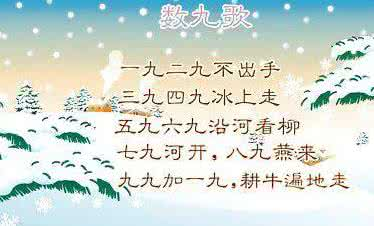 数九歌
一九二九不出手
三九四九冰上走
五九六九沿河看柳
七九河开，八九燕来
九九加一九，耕牛遍地走